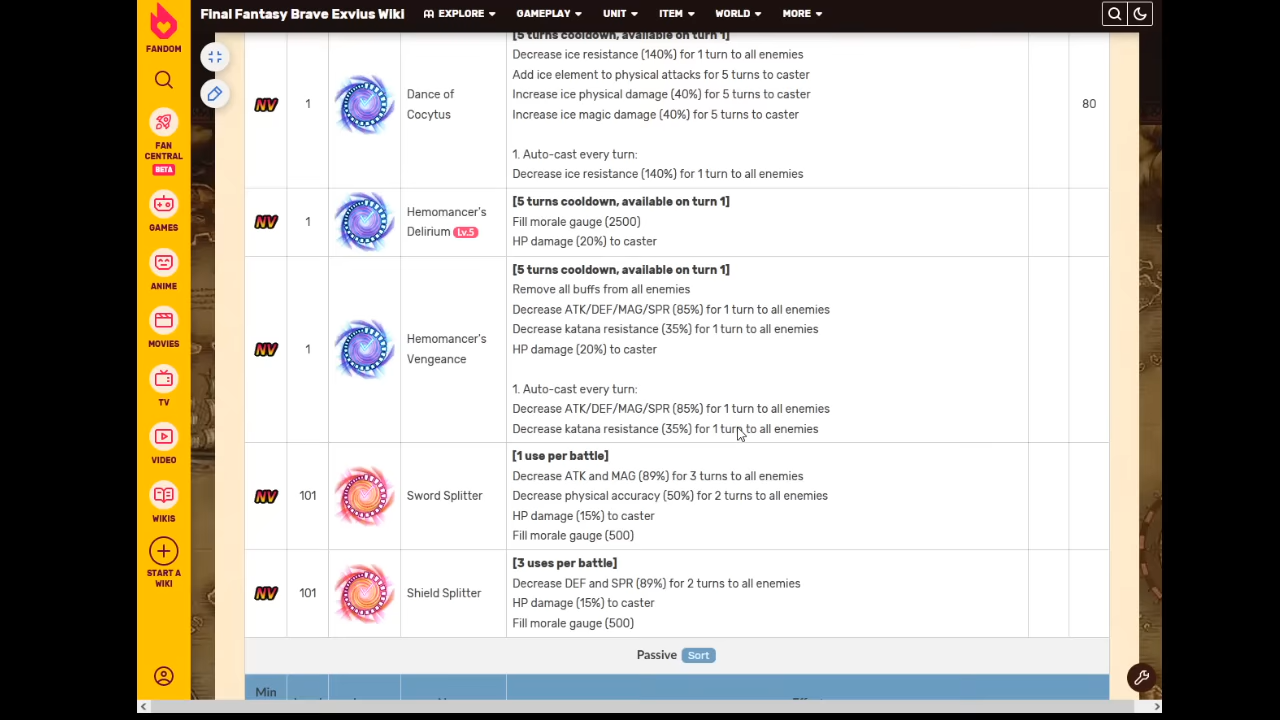 Final Fantasy Brave Exvius Wiki
EXPLORE
GAMEPLAY
UNIT
ITEM
WORLD
MORE
FANDOM
FAN
CENTRAL
BETA
GAMES
ANIME
MOVIES
TV
VIDEO
WIKIS
START A
WIKI
[5 turns cooldown, available on turn 1]
Decrease ice resistance (140%) for 1 turn to all enemies
Add ice element to physical attacks for 5 turns to caster
Increase ice physical damage (40%) for 5 turns to caster
Increase ice magic damage (40%) for 5 turns to caster
1. Auto-cast every turn:
Decrease ice resistance (140%) for 1 turn to all enemies
NV
1
Dance of
Cocytus
80
NV
1
Hemomancer's
Delirium Lv.5
[5 turns cooldown, available on turn 1]
Fill morale gauge (2500)
HP damage (20%) to caster
NV
1
Hemomancer's
Vengeance
[5 turns cooldown, available on turn 1]
Remove all buffs from all enemies
Decrease ATK/DEF/MAG/SPR (85%) for 1 turn to all enemies
Decrease katana resistance (35%) for 1 turn to all enemies
HP damage (20%) to caster
1. Auto-cast every turn:
Decrease ATK/DEF/MAG/SPR (85%) for 1 turn to all enemies
Decrease katana resistance (35%) for 1 turn to all enemies
NV
101
Sword Splitter
[1 use per battle]
Decrease ATK and MAG (89%) for 3 turns to all enemies
Decrease physical accuracy (50%) for 2 turns to all enemies
HP damage (15%) to caster
Fill morale gauge (500)
NV
101
Shield Splitter
[3 uses per battle]
Decrease DEF and SPR (89%) for 2 turns to all enemies
HP damage (15%) to caster
Fill morale gauge (500)
Passive Sort
Min